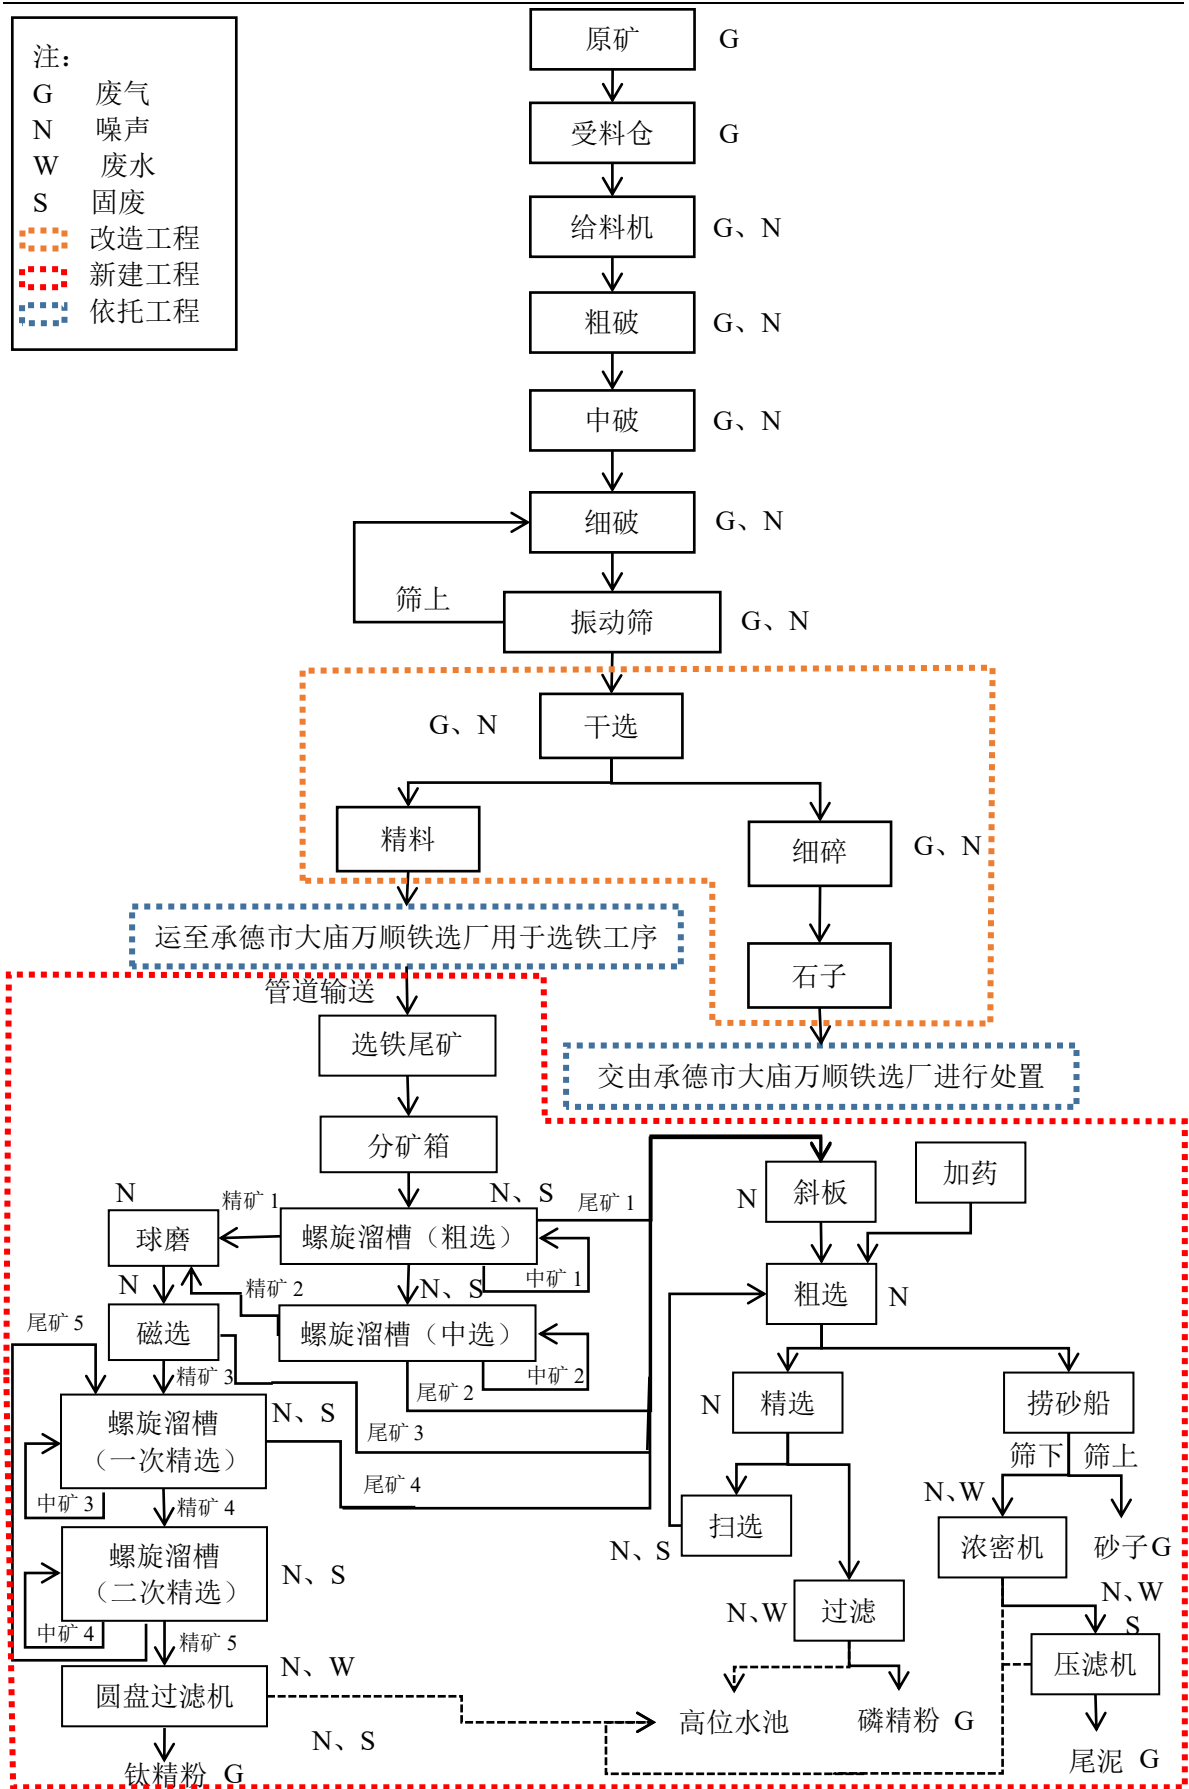 注：
G 废气
N 噪声
W 废水
S 固废
改造工程
新建工程
依托工程
原矿 G
受料仓 G
给料机 G、N
粗破 G、N
中破 G、N
细破 G、N
筛上
振动筛 G、N
G、N 干选
精料
细碎 G、N
运至承德市大庙万顺铁选厂用于选铁工序
石子
管道输送
选铁尾矿
交由承德市大庙万顺铁选厂进行处置
分矿箱
N 精矿 1
N、S 尾矿 1
球磨
螺旋溜槽（粗选）
中矿 1
N
精矿 2
N、S
尾矿 5
磁选
螺旋溜槽（中选）
中矿 2
精矿 3
尾矿 2
螺旋溜槽
（一次精选）
N、S
尾矿 3
中矿 3
精矿 4
尾矿 4
螺旋溜槽
（二次精选）
N、S
中矿 4
精矿 5
圆盘过滤机
N、W
N、S
钛精粉 G
N 斜板
加药
粗选 N
N 精选
捞砂船
筛下 筛上
N、W
扫选
N、S
浓密机
砂子 G
N、W 过滤
N、W
S
压滤机
高位水池
磷精粉 G
尾泥 G